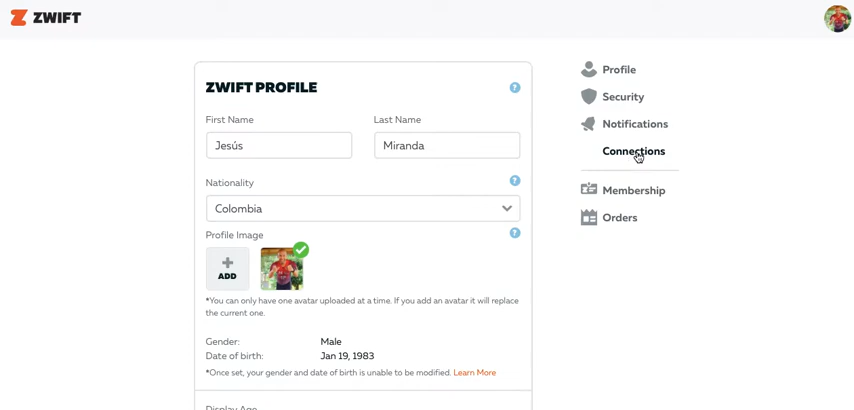 ZWIFT
ZWIFT PROFILE
First Name
Last Name
Jesús
Miranda
Nationality
Colombia
Profile Image
ADD
*You can only have one avatar uploaded at a time. If you add an avatar it will replace
the current one.
Gender:
Male
Date of birth:
Jan 19, 1983
*Once set, your gender and date of birth is unable to be modified. Learn More
Display Age
Profile
Security
Notifications
Connections
Membership
Orders